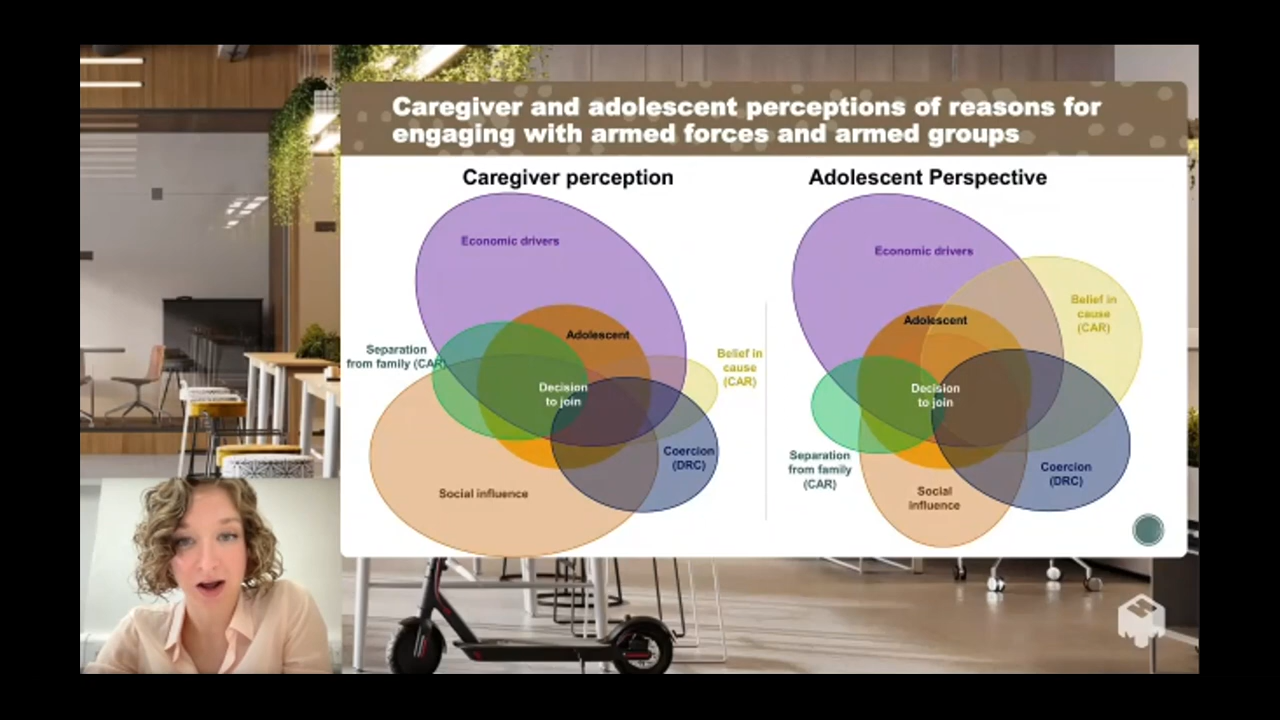 Caregiver and adolescent perceptions of reasons for
engaging with armed forces and armed groups
Caregiver perception
Economic drivers
Adolescent
Separation
from family (CAR)
Belief in
cause
(CAR)
Decision
to join
Coercion
(DRC)
Social influence
Adolescent Perspective
Economic drivers
Belief in
cause
(CAR)
Adolescent
Decision
to join
Separation
from family
(CAR)
Coercion
(DRC)
Social
influence